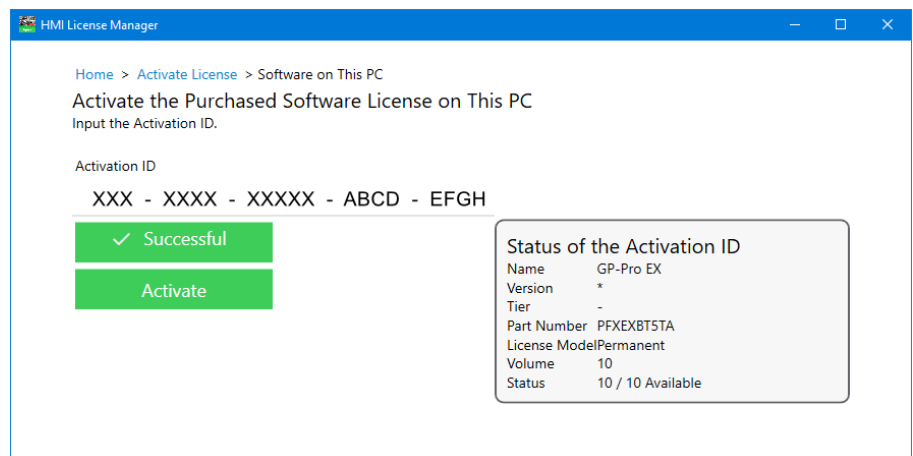 HMI License Manager
Home > Activate License > Software on This PC
Activate the Purchased Software License on This PC
Input the Activation ID.
Activation ID
XXX - XXXX - XXXXX - ABCD - EFGH
Successful
Activate
Status of the Activation ID
Name GP-Pro EX
Version *
Tier -
Part Number PFXEXBT5TA
License Model Permanent
Volume 10
Status 10 / 10 Available